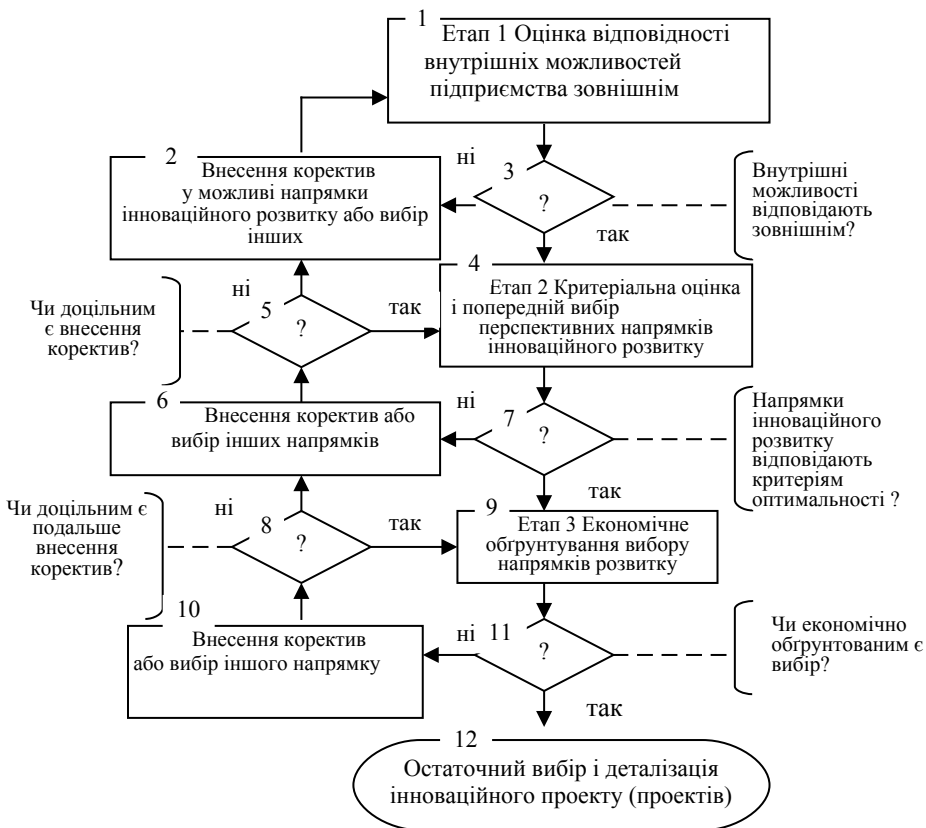 1
Етап 1 Оцінка відповідності
внутрішніх можливостей
підприємства зовнішнім
2
Внесення коректив
у можливі напрямки
інноваційного розвитку або вибір
інших
ні
3
?
так
Внутрішні
можливості
відповідають
зовнішнім?
4
Етап 2 Критеріальна оцінка
і попередній вибір
перспективних напрямків
інноваційного розвитку
Чи доцільним
є внесення
коректив?
ні
5
?
так
6
Внесення коректив або
вибір інших напрямків
ні
7
?
так
Напрямки
інноваційного
розвитку
відповідають
критеріям
оптимальності ?
Чи доцільним є
подальше
внесення
коректив?
ні
8
?
так
9
Етап 3 Економічне
обґрунтування вибору
напрямків розвитку
10
Внесення коректив
або вибір іншого напрямку
ні
11
?
так
Чи економічно
обґрунтованим є
вибір?
12
Остаточний вибір і деталізація
інноваційного проекту (проектів)